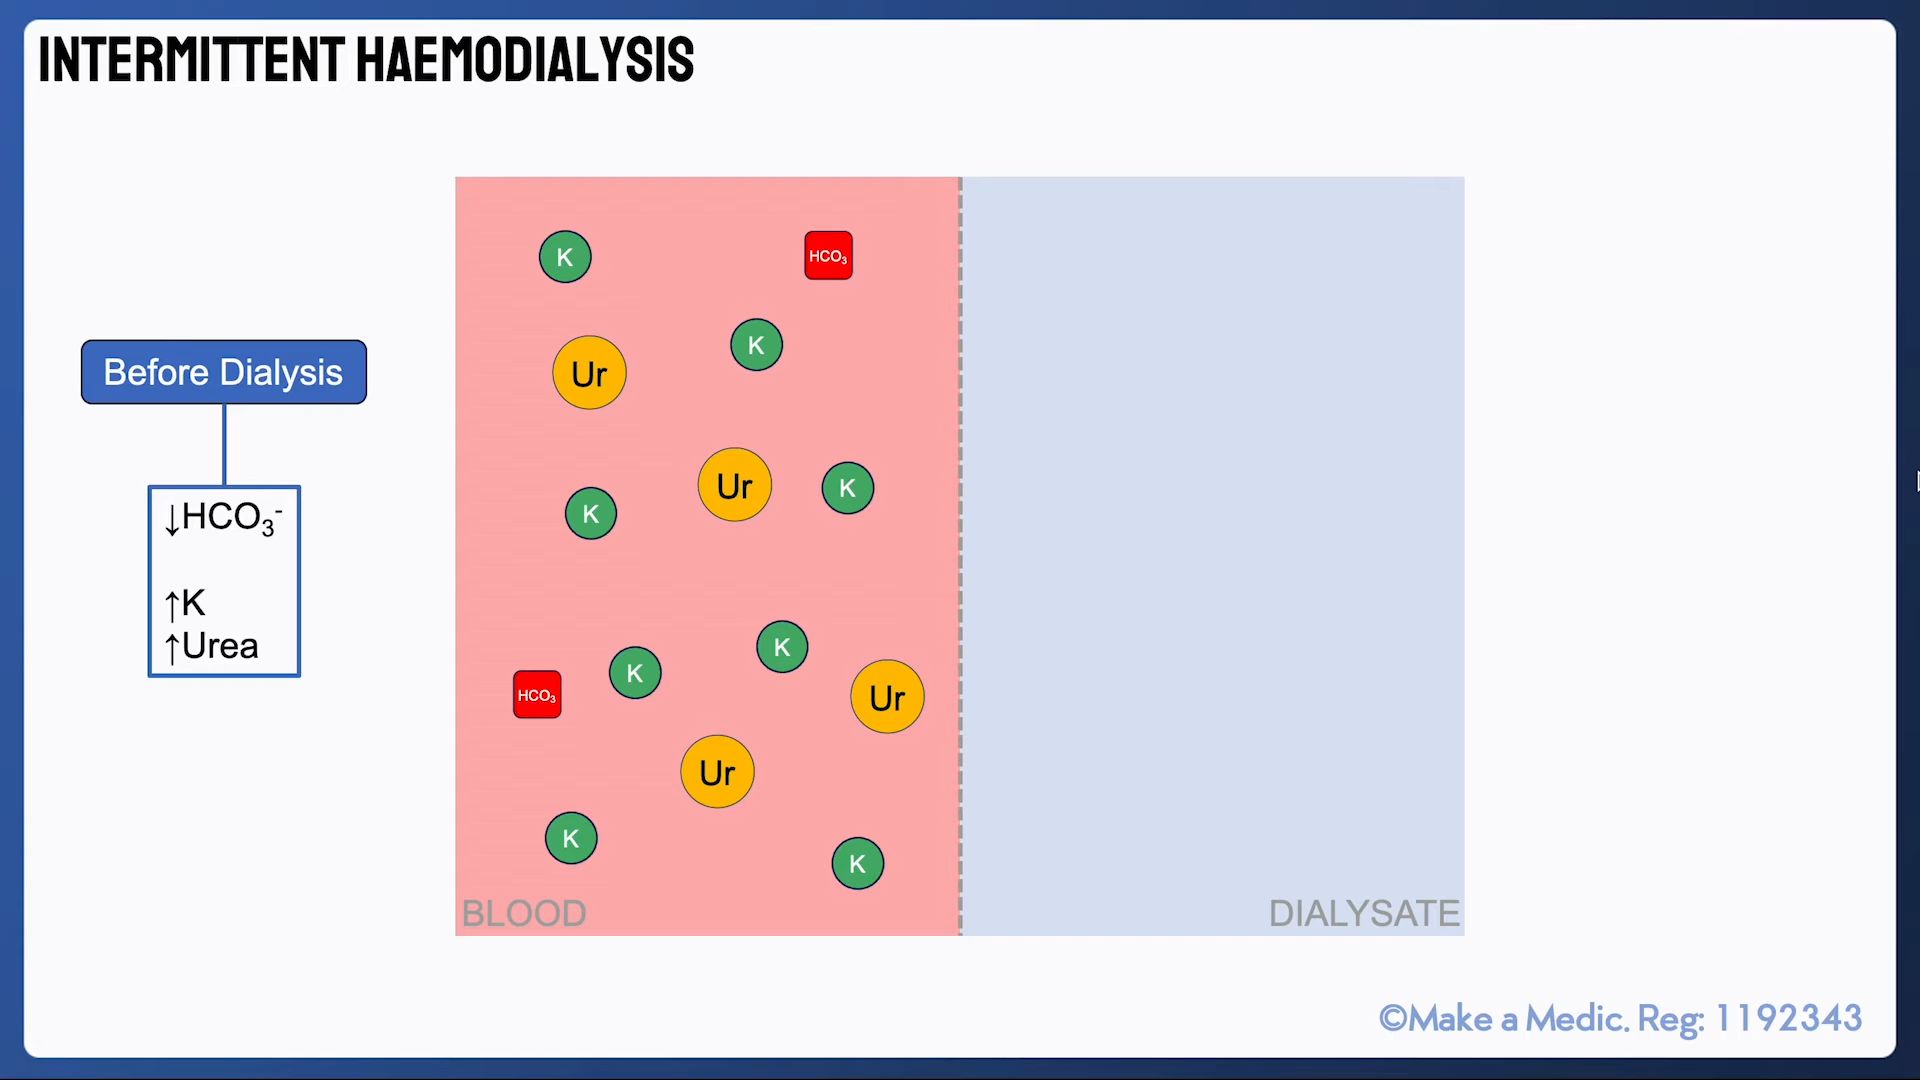 INTERMITTENT HAEMODIALYSIS
Before Dialysis
↓HCO₃⁻
↑K
↑Urea
K
HCO₃
K
Ur
Ur
K
K
K
K
HCO₃
Ur
Ur
K
K
BLOOD
DIALYSATE
©Make a Medic. Reg: 1192343